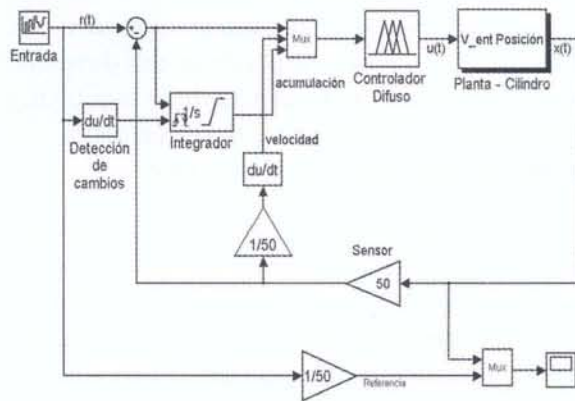 r(t)
Entrada
Mux
Controlador
Difuso
u(t)
V_ent Posición
x(t)
Planta - Cilindro
acumulación
du/dt
Detección
de
cambios
1/s
Integrador
velocidad
du/dt
1/50
Sensor
50
1/50
Referencia
Mux